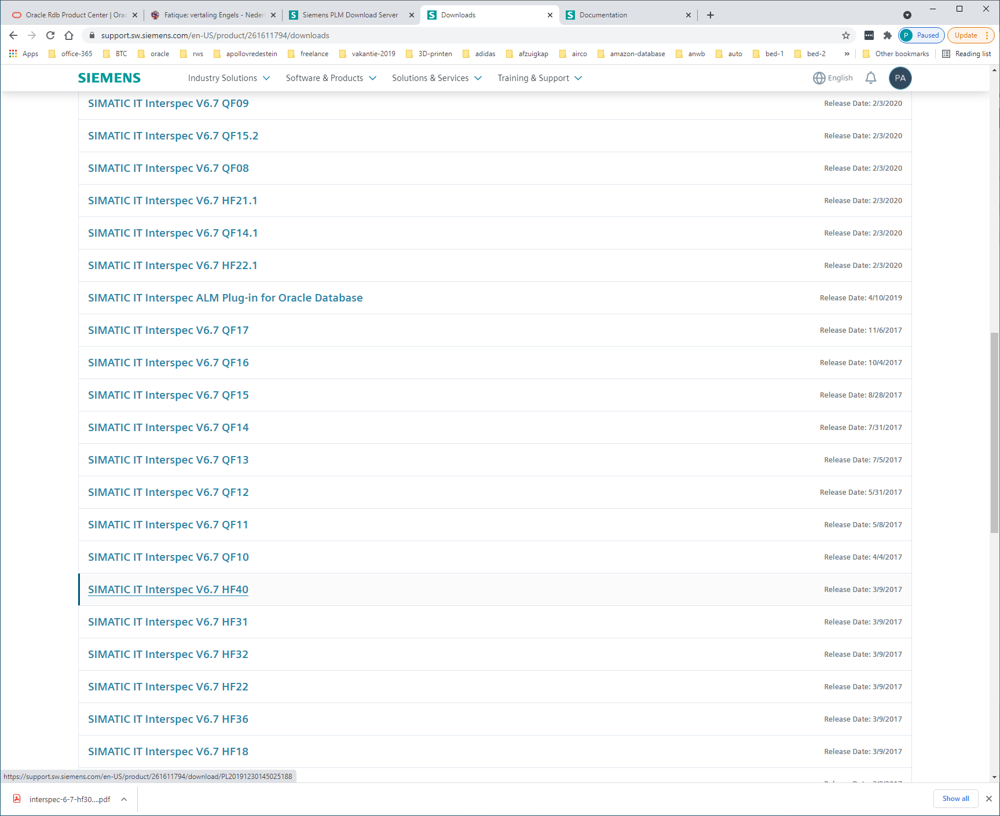 Oracle Rdb Product Center | Orac
Fatique: vertaling Engels - Neder
Siemens PLM Download Server
Downloads
Documentation
support.sw.siemens.com/en-US/product/261611794/downloads
P Paused
Update
Apps office-365 BTC oracle rws apollovredestein freelance vakantie-2019 3D-printen adidas afzuigkap airco amazon-database anwb auto bed-1 bed-2 » Other bookmarks Reading list
SIEMENS Industry Solutions Software & Products Solutions & Services Training & Support English PA
SIMATIC IT Interspec V6.7 QF09 Release Date: 2/3/2020
SIMATIC IT Interspec V6.7 QF15.2 Release Date: 2/3/2020
SIMATIC IT Interspec V6.7 QF08 Release Date: 2/3/2020
SIMATIC IT Interspec V6.7 HF21.1 Release Date: 2/3/2020
SIMATIC IT Interspec V6.7 QF14.1 Release Date: 2/3/2020
SIMATIC IT Interspec V6.7 HF22.1 Release Date: 2/3/2020
SIMATIC IT Interspec ALM Plug-in for Oracle Database Release Date: 4/10/2019
SIMATIC IT Interspec V6.7 QF17 Release Date: 11/6/2017
SIMATIC IT Interspec V6.7 QF16 Release Date: 10/4/2017
SIMATIC IT Interspec V6.7 QF15 Release Date: 8/28/2017
SIMATIC IT Interspec V6.7 QF14 Release Date: 7/31/2017
SIMATIC IT Interspec V6.7 QF13 Release Date: 7/5/2017
SIMATIC IT Interspec V6.7 QF12 Release Date: 5/31/2017
SIMATIC IT Interspec V6.7 QF11 Release Date: 5/8/2017
SIMATIC IT Interspec V6.7 QF10 Release Date: 4/4/2017
SIMATIC IT Interspec V6.7 HF40 Release Date: 3/9/2017
SIMATIC IT Interspec V6.7 HF31 Release Date: 3/9/2017
SIMATIC IT Interspec V6.7 HF32 Release Date: 3/9/2017
SIMATIC IT Interspec V6.7 HF22 Release Date: 3/9/2017
SIMATIC IT Interspec V6.7 HF36 Release Date: 3/9/2017
SIMATIC IT Interspec V6.7 HF18 Release Date: 3/9/2017
https://support.sw.siemens.com/en-US/product/261611794/download/PL20191230145025188
interspec-6-7-hf30....pdf
Show all